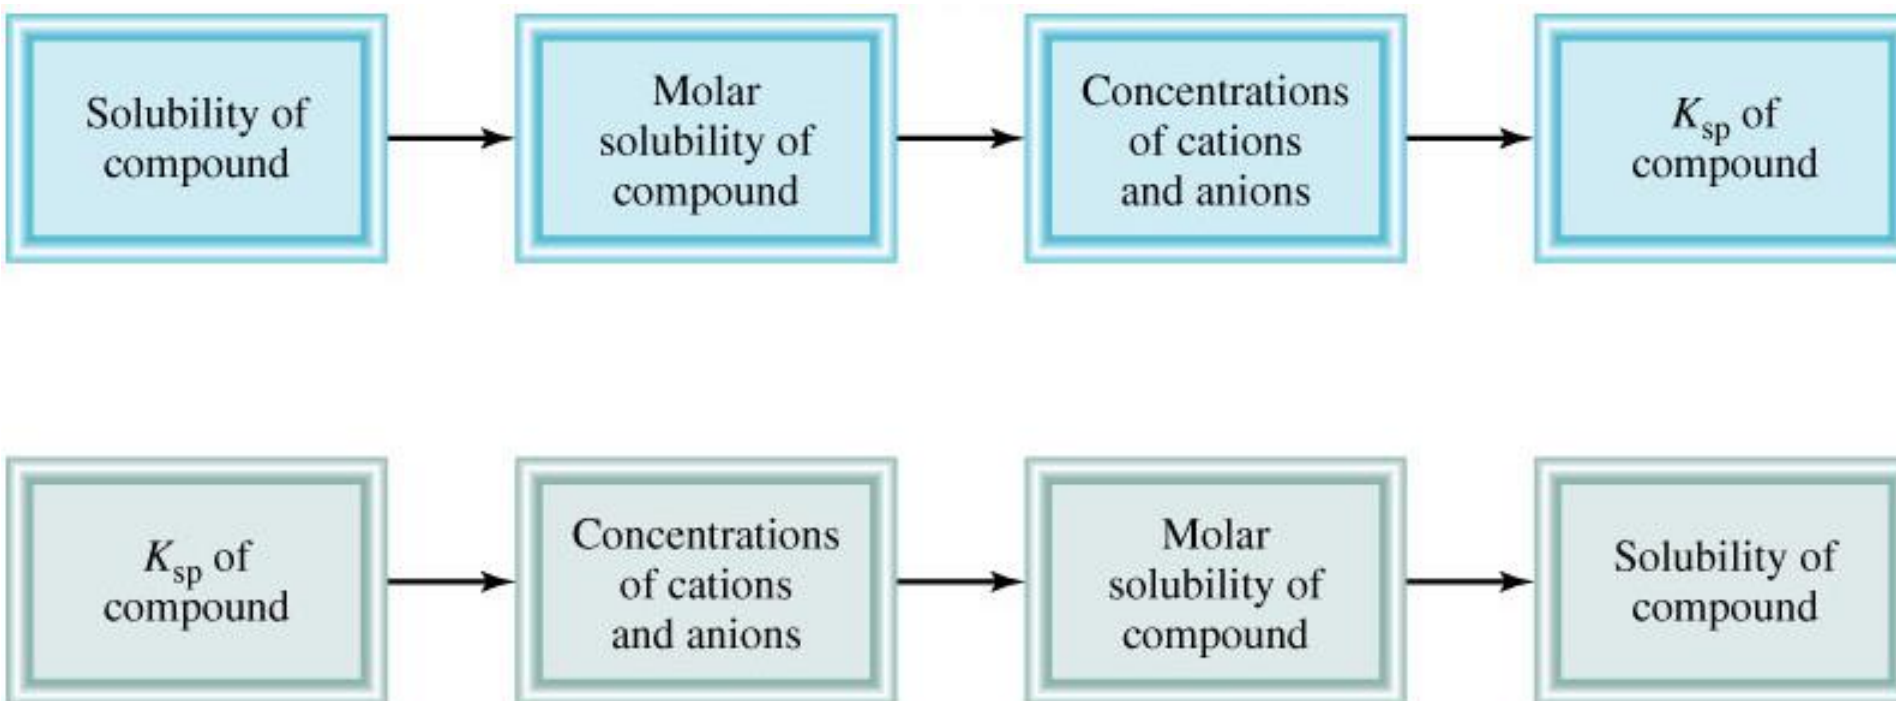 Solubility of
compound
Molar
solubility of
compound
Concentrations
of cations
and anions
Ksp of
compound
Ksp of
compound
Concentrations
of cations
and anions
Molar
solubility of
compound
Solubility of
compound